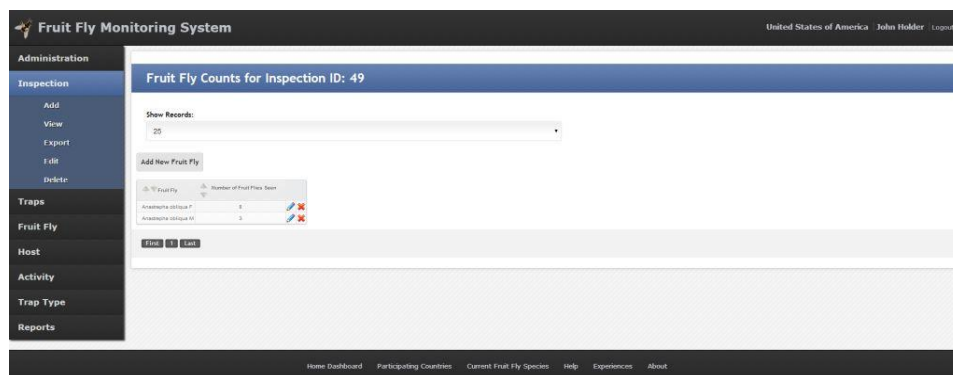 Fruit Fly Monitoring System
United States of America John Holder Logout
Administration
Inspection
Add
View
Export
Edit
Delete
Traps
Fruit Fly
Host
Activity
Trap Type
Reports
Fruit Fly Counts for Inspection ID: 49
Show Records:
25
Add New Fruit Fly
Fruit Fly Number of Fruit Flies Seen
Anastrepha obliqua F
Anastrepha obliqua M 3
First 1 Last
Home Dashboard Participating Countries Current Fruit Fly Species Help Experiences About